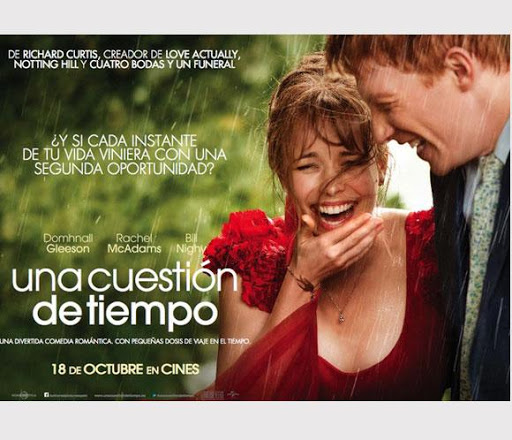 DE RICHARD CURTIS, CREADOR DE LOVE ACTUALLY,
NOTTING HILL Y CUATRO BODAS Y UN FUNERAL
¿Y SI CADA INSTANTE
DE TU VIDA VINIERA CON UNA
SEGUNDA OPORTUNIDAD?
Domhnall Gleeson
Rachel McAdams
Bill Nighy
una cuestión
de tiempo
UNA DIVERTIDA COMEDIA ROMÁNTICA. CON PEQUEÑAS DOSIS DE VIAJE EN EL TIEMPO.
18 DE OCTUBRE EN CINES